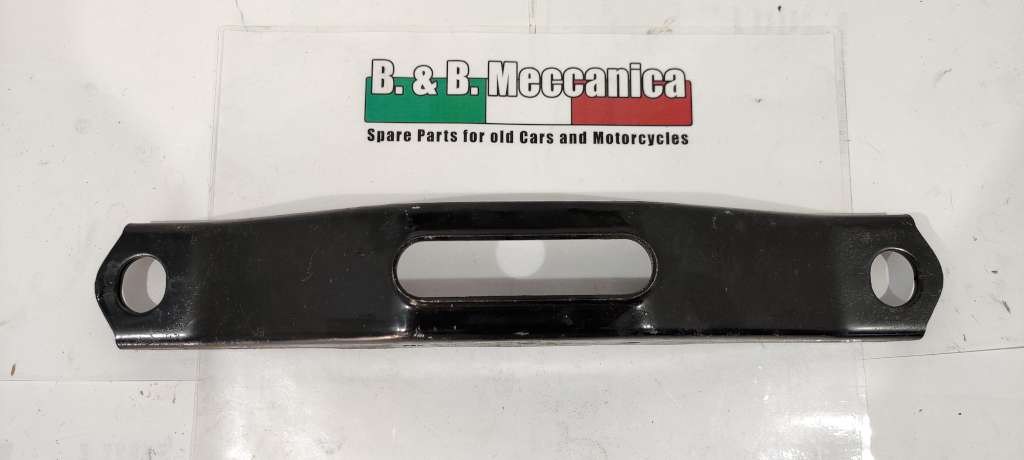 B. & B. Meccanica
Spare Parts for old Cars and Motorcycles